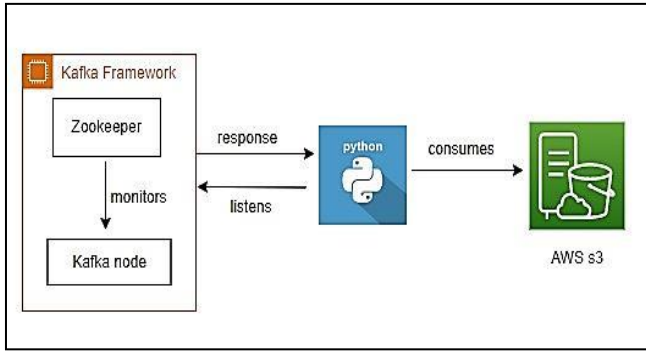 Kafka Framework
Zookeeper
response
python
consumes
monitors
listens
Kafka node
AWS s3